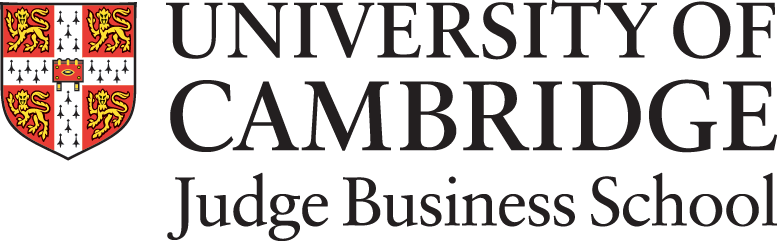 UNIVERSITY OF
CAMBRIDGE
Judge Business School